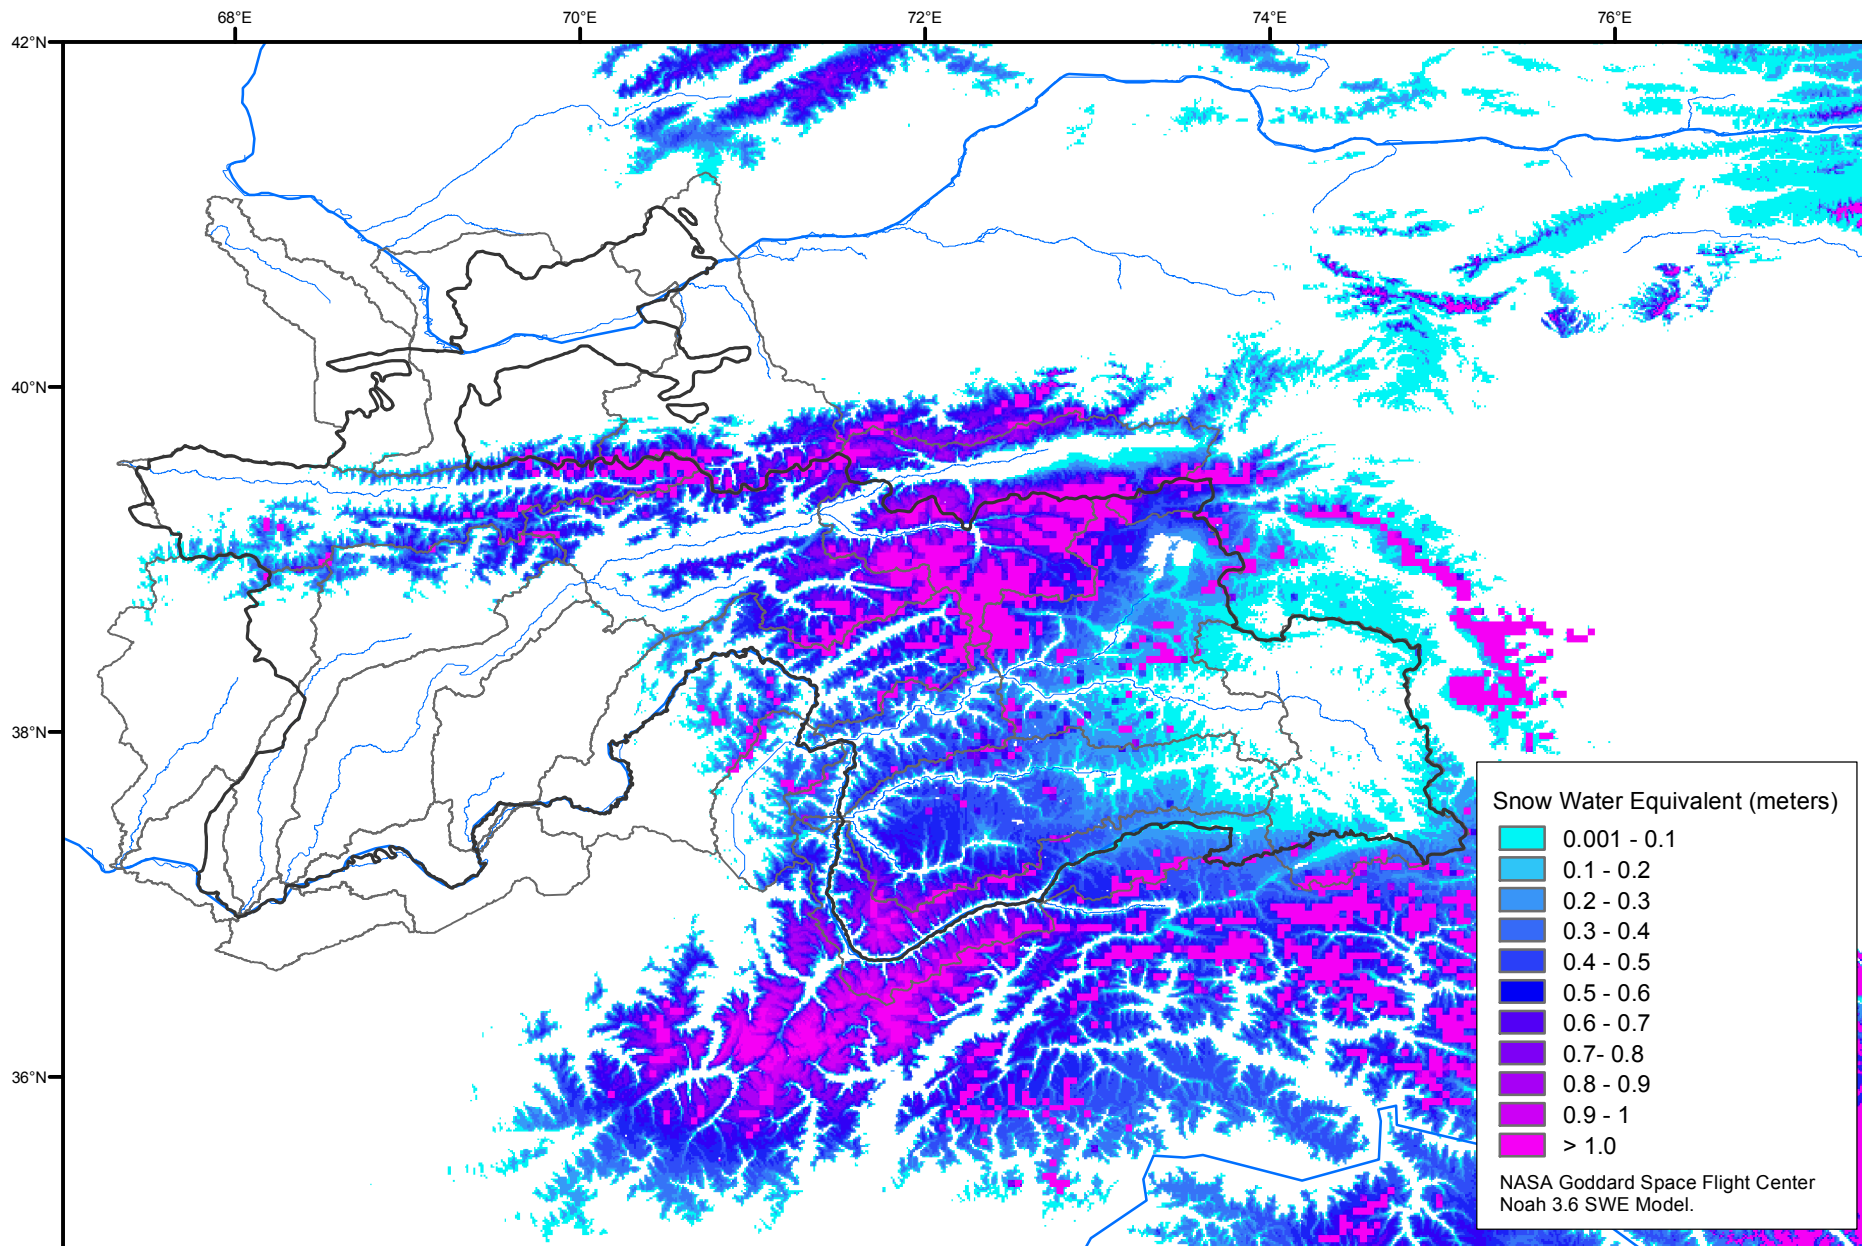 68°E 70°E 72°E 74°E 76°E
42°N
40°N
38°N
36°N
Snow Water Equivalent (meters)
0.001 - 0.1
0.1 - 0.2
0.2 - 0.3
0.3 - 0.4
0.4 - 0.5
0.5 - 0.6
0.6 - 0.7
0.7- 0.8
0.8 - 0.9
0.9 - 1
> 1.0
NASA Goddard Space Flight Center
Noah 3.6 SWE Model.